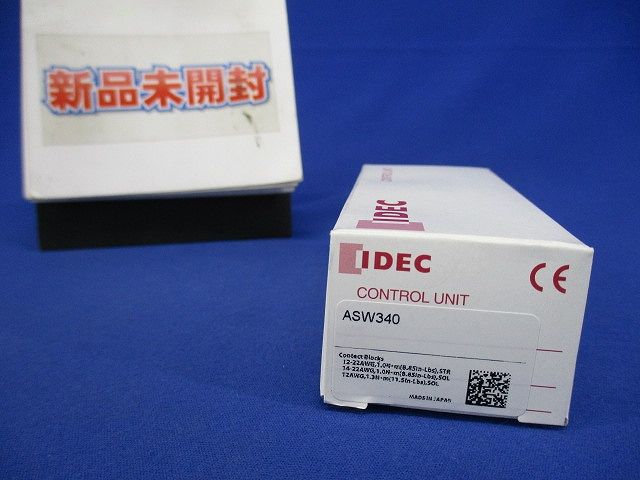 新品未開封
IDEC
IDEC
CE
CONTROL UNIT
ASW340
Contact Blocks
12-22AWG,1.0N・m(8.85in-Lbs),STR
14-22AWG,1.0N・m(8.85in-Lbs),SOL
12AWG,1.3N・m(11.5in-Lbs),SOL
MADE IN JAPAN